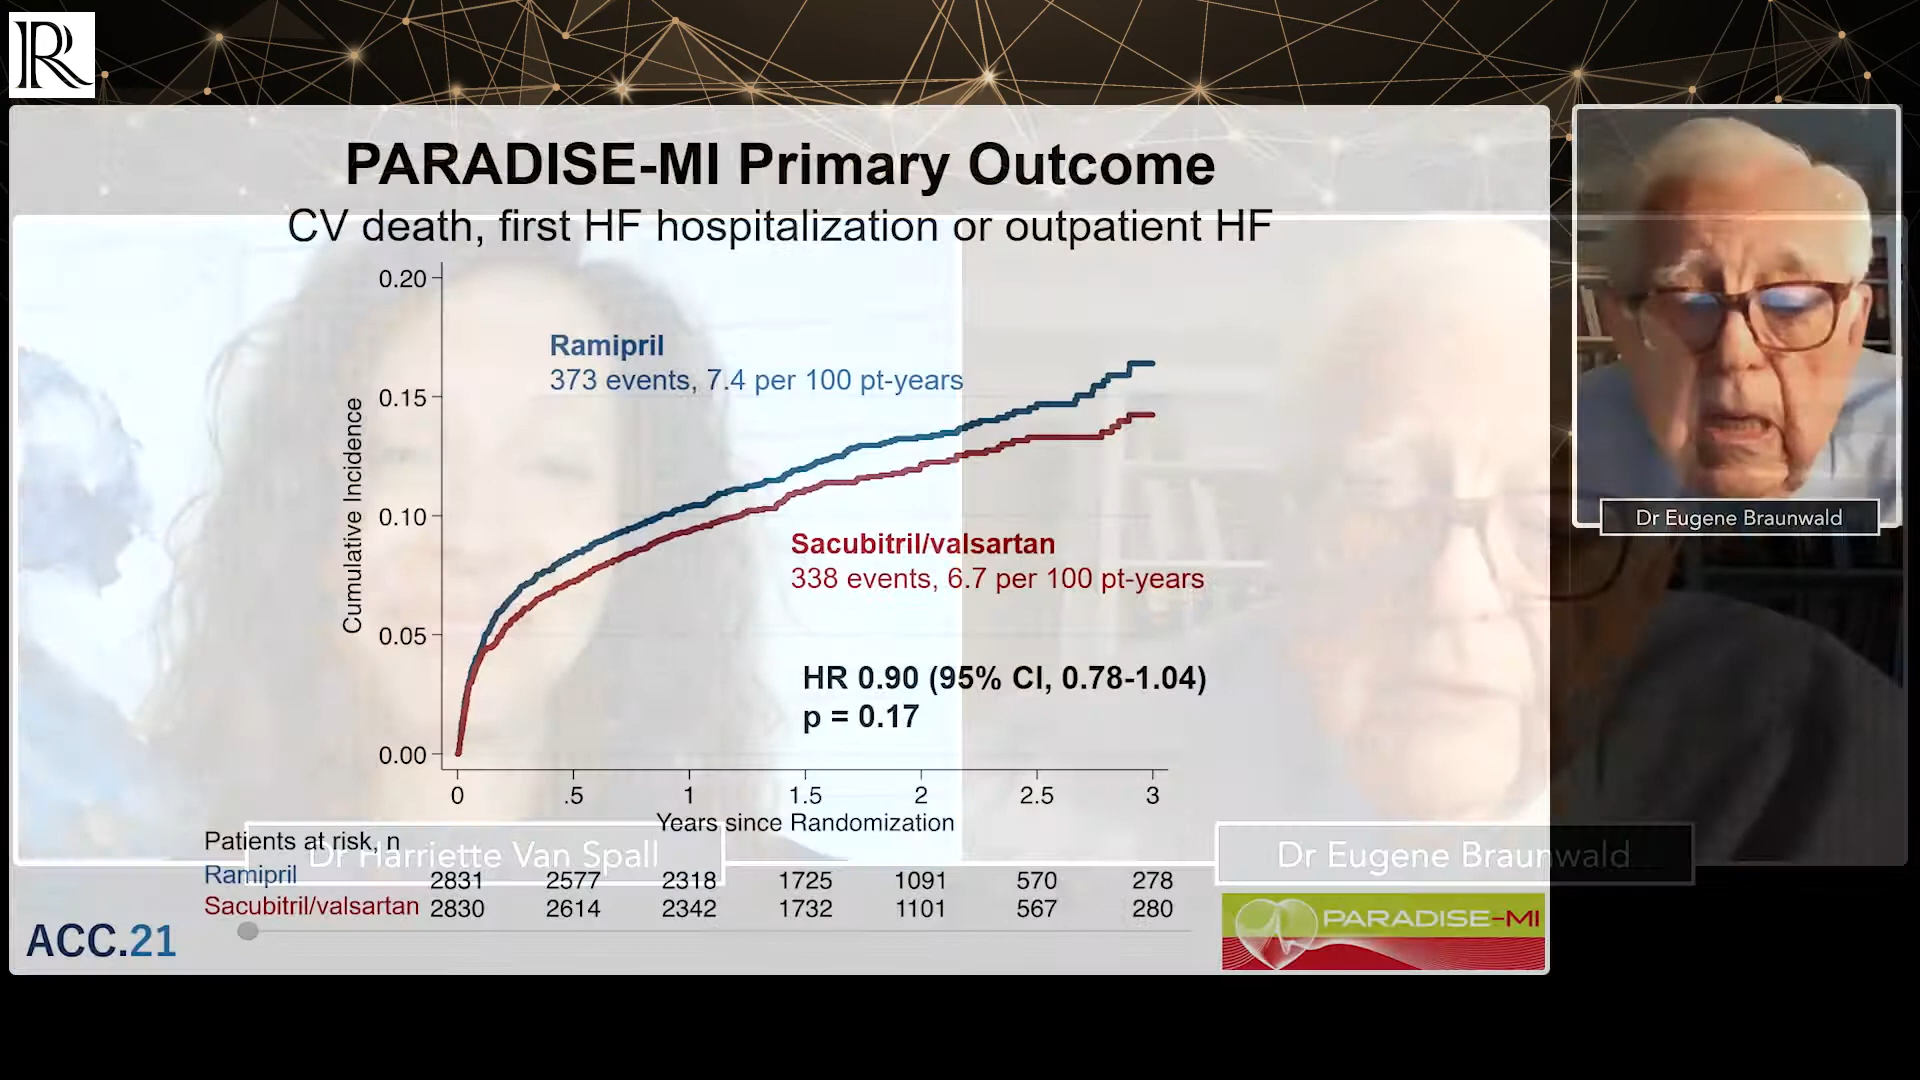 R
PARADISE-MI Primary Outcome
CV death, first HF hospitalization or outpatient HF
0.20
0.15
0.10
0.05
0.00
Cumulative Incidence
Ramipril
373 events, 7.4 per 100 pt-years
Sacubitril/valsartan
338 events, 6.7 per 100 pt-years
HR 0.90 (95% CI, 0.78-1.04)
p = 0.17
0 .5 1 1.5 2 2.5 3
Years since Randomization
Patients at risk, n
Ramipril 2831 2577 2318 1725 1091 570 278
Sacubitril/valsartan 2830 2614 2342 1732 1101 567 280
Dr Harriette Van Spall
Dr Eugene Braunwald
ACC.21
PARADISE-MI
Dr Eugene Braunwald